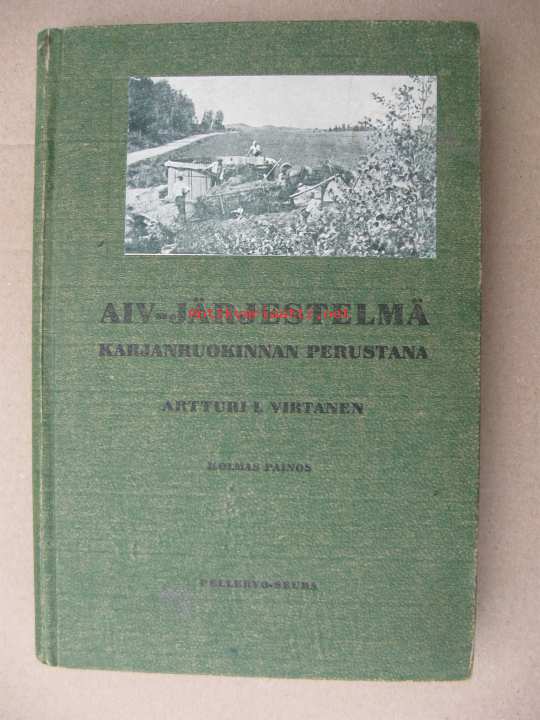 AIV-JÄRJESTELMÄ
KARJANRUOKINNAN PERUSTANA
ARTTURI I. VIRTANEN
KOLMAS PAINOS
PELLERVO-SEURA